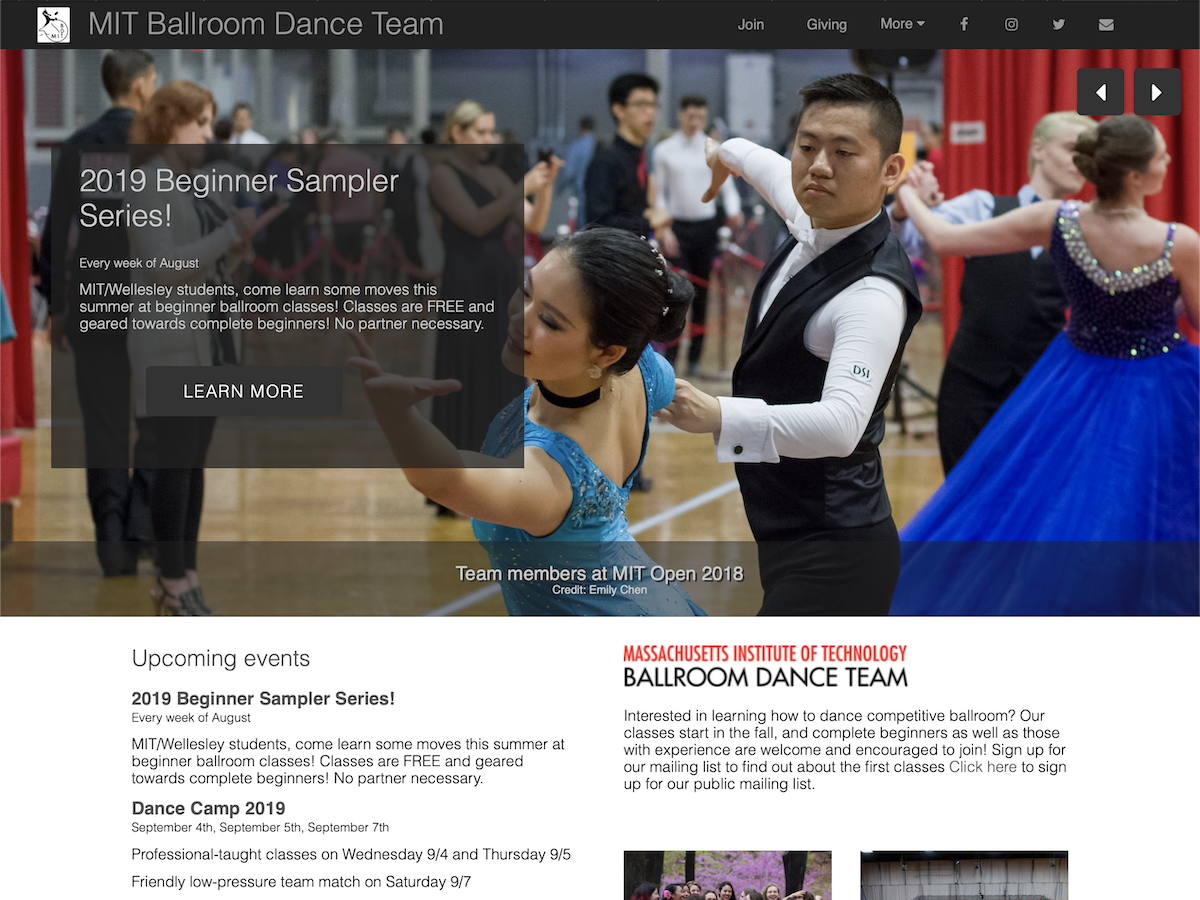 MIT Ballroom Dance Team
Join
Giving
More
2019 Beginner Sampler
Series!
Every week of August
MIT/Wellesley students, come learn some moves this
summer at beginner ballroom classes! Classes are FREE and
geared towards complete beginners! No partner necessary.
LEARN MORE
DSI
Team members at MIT Open 2018
Credit: Emily Chen
Upcoming events
2019 Beginner Sampler Series!
Every week of August
MIT/Wellesley students, come learn some moves this summer at
beginner ballroom classes! Classes are FREE and geared
towards complete beginners! No partner necessary.
Dance Camp 2019
September 4th, September 5th, September 7th
Professional-taught classes on Wednesday 9/4 and Thursday 9/5
Friendly low-pressure team match on Saturday 9/7
MASSACHUSETTS INSTITUTE OF TECHNOLOGY
BALLROOM DANCE TEAM
Interested in learning how to dance competitive ballroom? Our
classes start in the fall, and complete beginners as well as those
with experience are welcome and encouraged to join! Sign up for
our mailing list to find out about the first classes Click here to sign
up for our public mailing list.